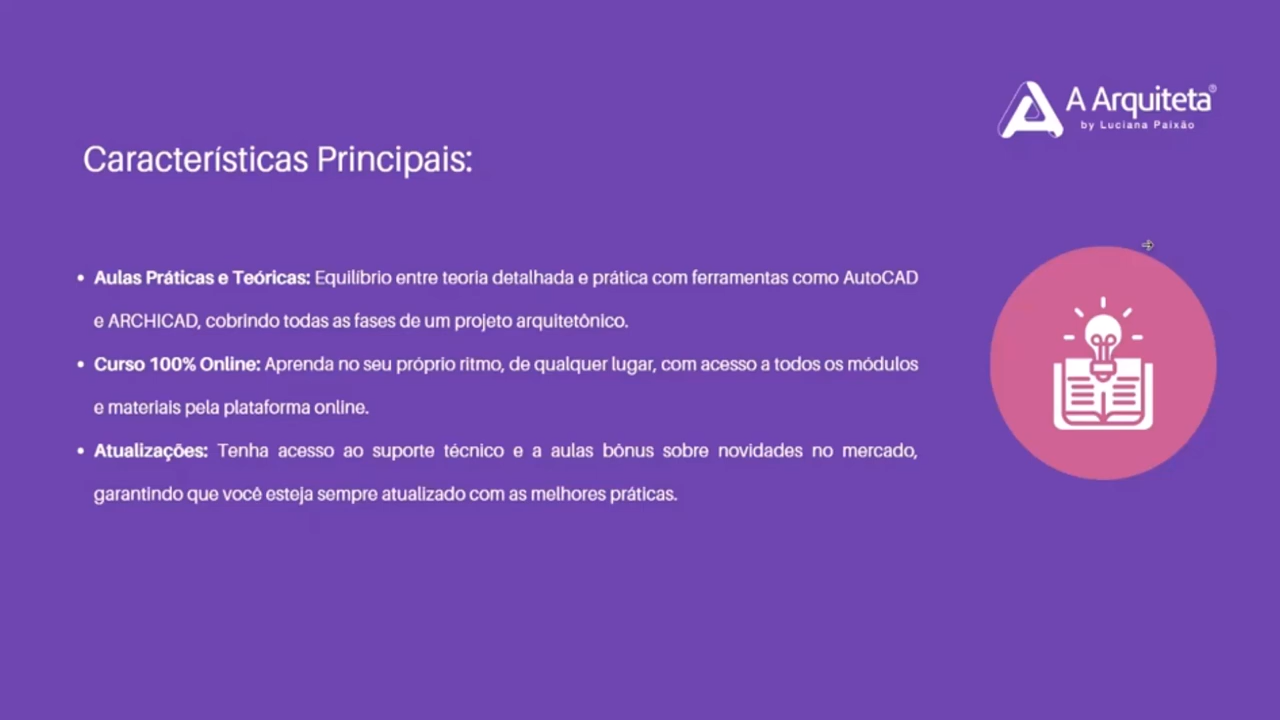 A Arquiteta®
by Luciana Paixão
Características Principais:
• Aulas Práticas e Teóricas: Equilíbrio entre teoria detalhada e prática com ferramentas como AutoCAD
e ARCHICAD, cobrindo todas as fases de um projeto arquitetônico.
• Curso 100% Online: Aprenda no seu próprio ritmo, de qualquer lugar, com acesso a todos os módulos
e materiais pela plataforma online.
• Atualizações: Tenha acesso ao suporte técnico e a aulas bônus sobre novidades no mercado,
garantindo que você esteja sempre atualizado com as melhores práticas.